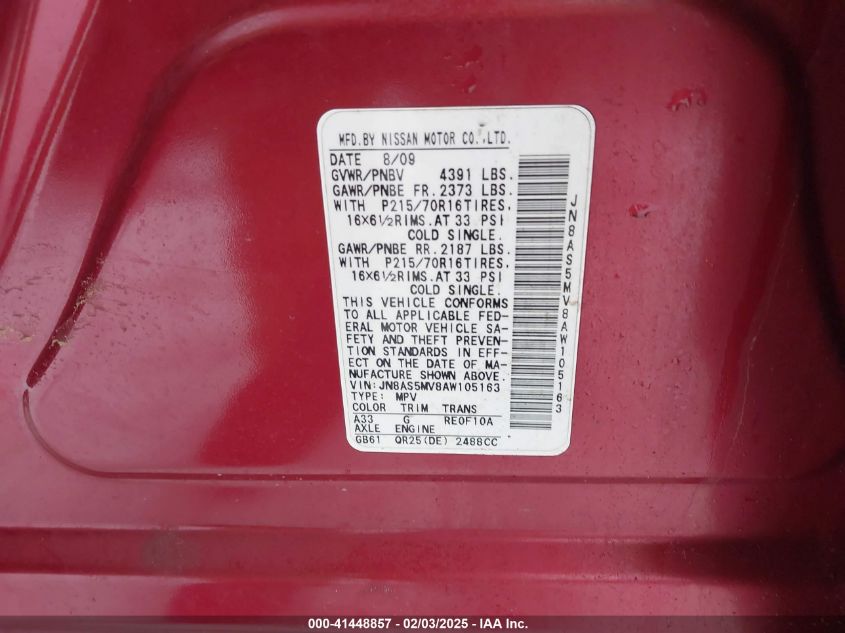 MFD.BY NISSAN MOTOR CO.,LTD.
DATE 8/09
GVWR/PNBV 4391 LBS.
GAWR/PNBE FR. 2373 LBS.
WITH P215/70R16TIRES,
16X6½RIMS.AT 33 PSI
COLD SINGLE.
GAWR/PNBE RR. 2187 LBS.
WITH P215/70R16TIRES,
16X6½RIMS.AT 33 PSI
COLD SINGLE.
THIS VEHICLE CONFORMS
TO ALL APPLICABLE FED-
ERAL MOTOR VEHICLE SA-
FETY AND THEFT PREVEN-
TION STANDARDS IN EFF-
ECT ON THE DATE OF MA-
NUFACTURE SHOWN ABOVE.
VIN: JN8AS5MV8AW105163
TYPE: MPV
COLOR TRIM TRANS
A33 G RE0F10A
AXLE ENGINE
GB61 QR25(DE) 2488CC
JN8AS5MV8AW105163
000-41448857 - 02/03/2025 - IAA Inc.